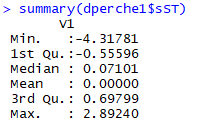 > summary(dperche1$sST)
V1
Min.   :-4.31781
1st Qu.:-0.55596
Median : 0.07101
Mean   : 0.00000
3rd Qu.: 0.69799
Max.   : 2.89240